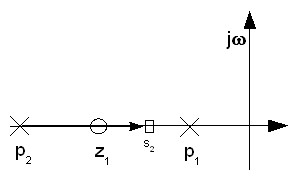 jω
p₂ z₁ s₂ p₁